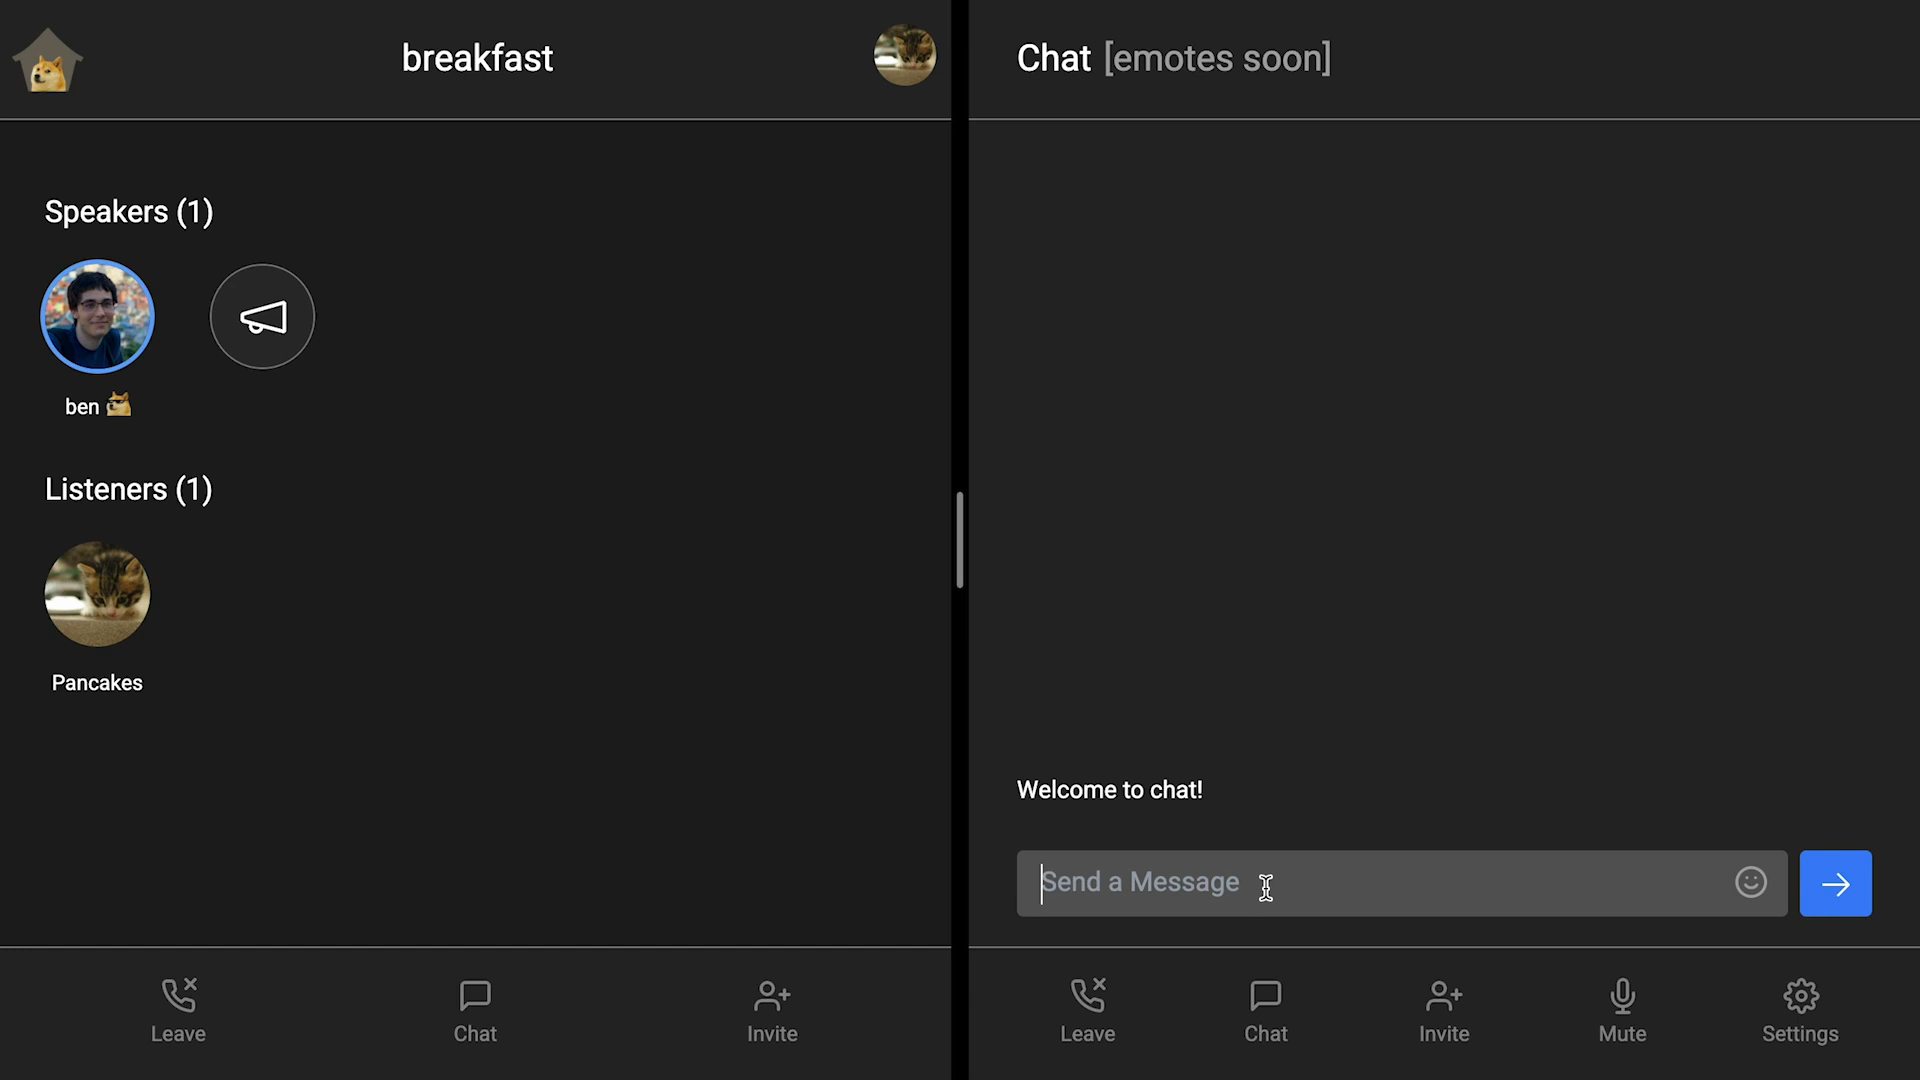 breakfast
Speakers (1)
ben
Listeners (1)
Pancakes
Leave
Chat
Invite
Chat [emotes soon]
Welcome to chat!
Send a Message
Leave
Chat
Invite
Mute
Settings